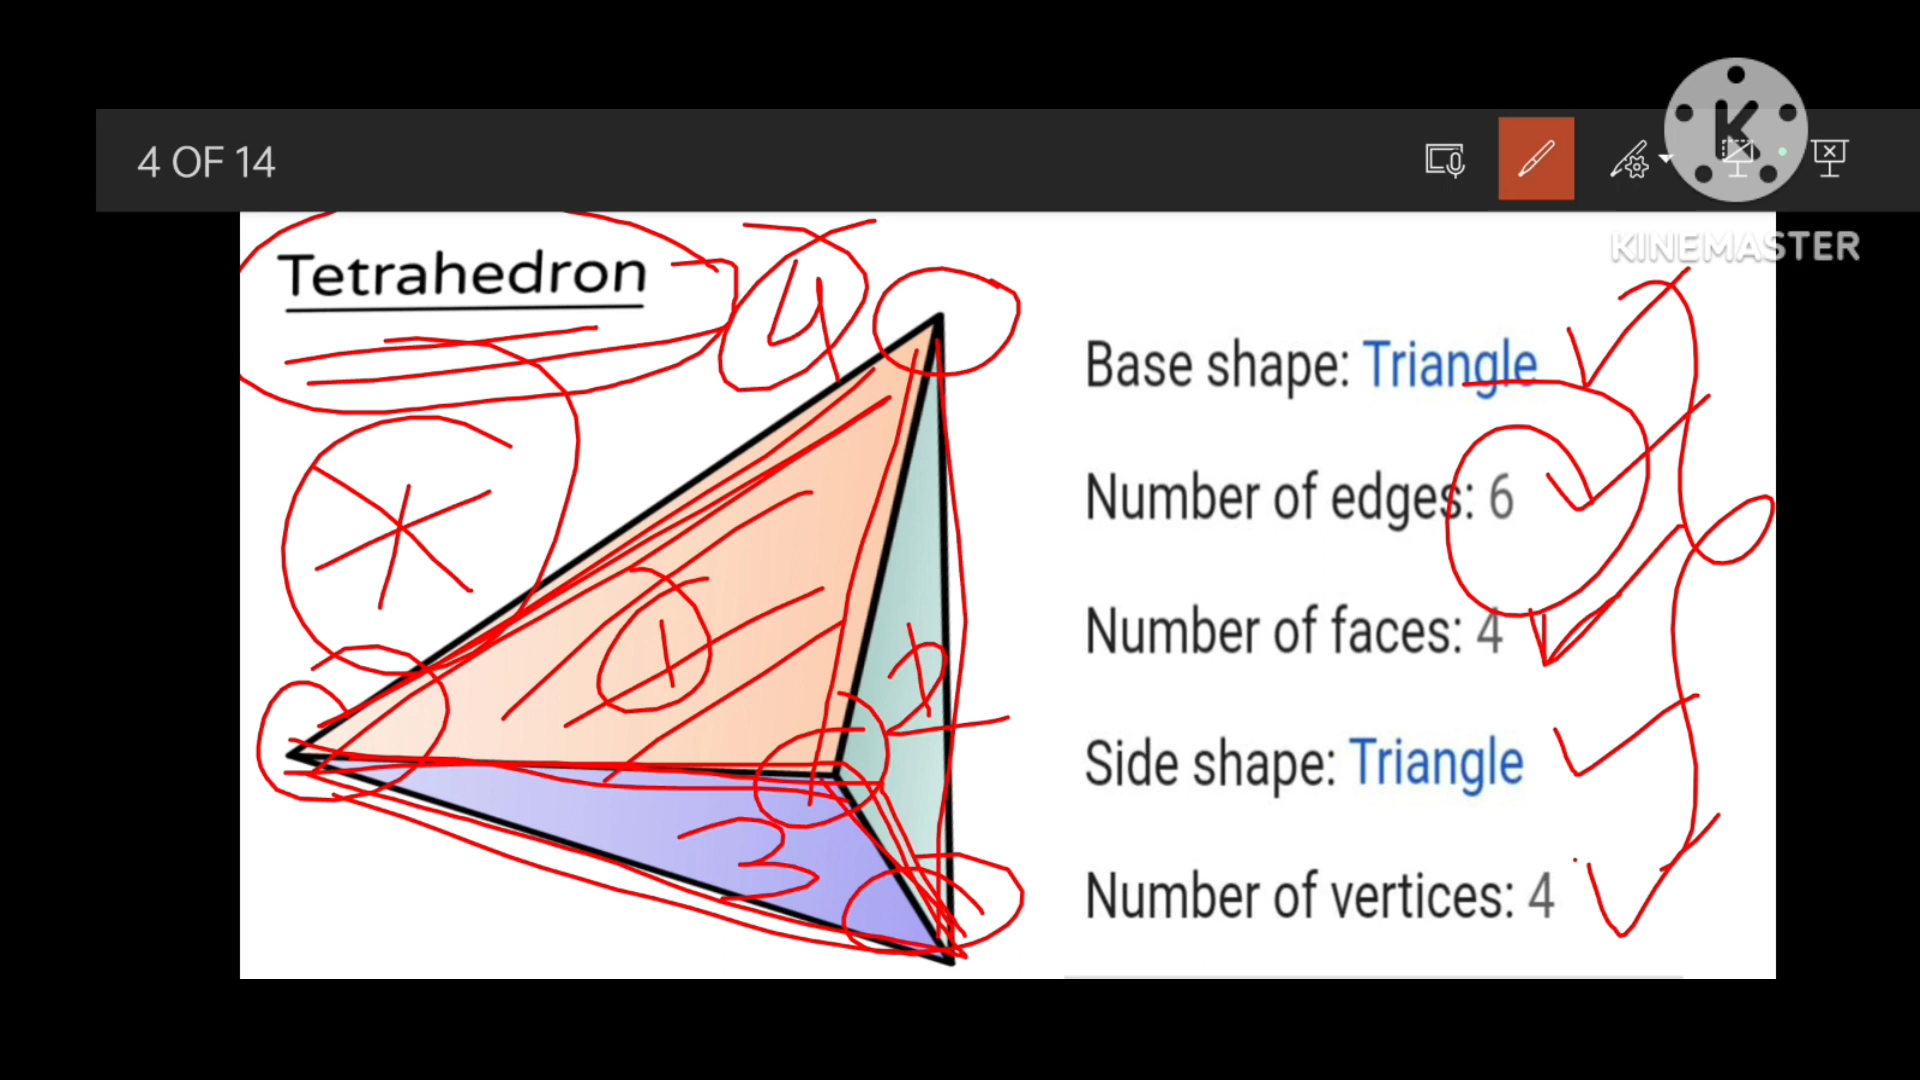 4 OF 14
K
KINEMASTER
Tetrahedron
4
Base shape: Triangle
Number of edges: 6
Number of faces: 4
Side shape: Triangle
Number of vertices: 4
1
2
3